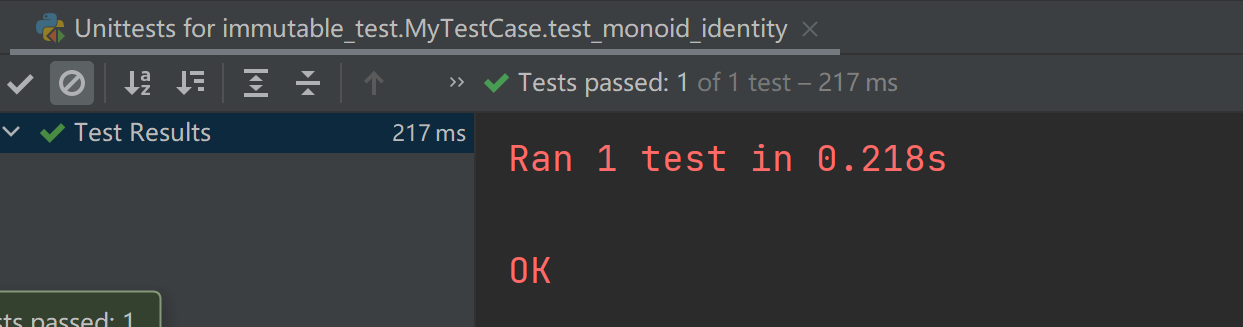 Unittests for immutable_test.MyTestCase.test_monoid_identity
Tests passed: 1 of 1 test – 217 ms
Test Results 217 ms
Ran 1 test in 0.218s
OK
passed: 1